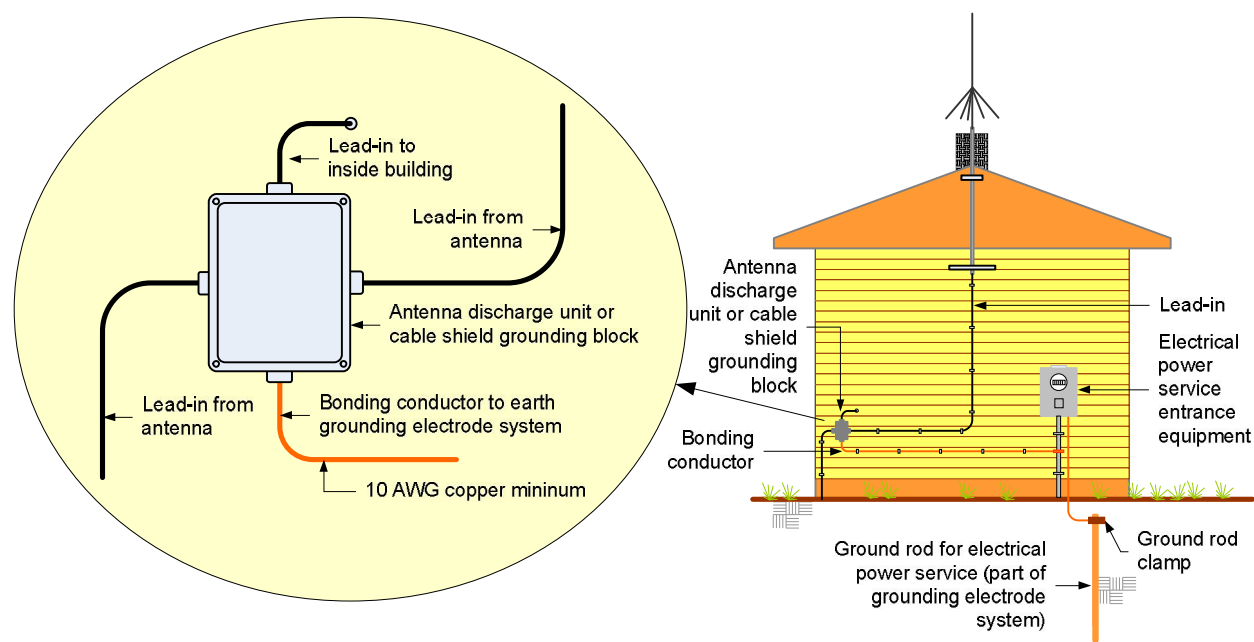 Lead-in to
inside building
Lead-in from
antenna
Antenna discharge unit or
cable shield grounding block
Lead-in from
antenna
Bonding conductor to earth
grounding electrode system
10 AWG copper mininum
Antenna
discharge
unit or cable
shield
grounding
block
Bonding
conductor
Lead-in
Electrical
power
service
entrance
equipment
Ground rod for electrical
power service (part of
grounding electrode
system)
Ground rod
clamp